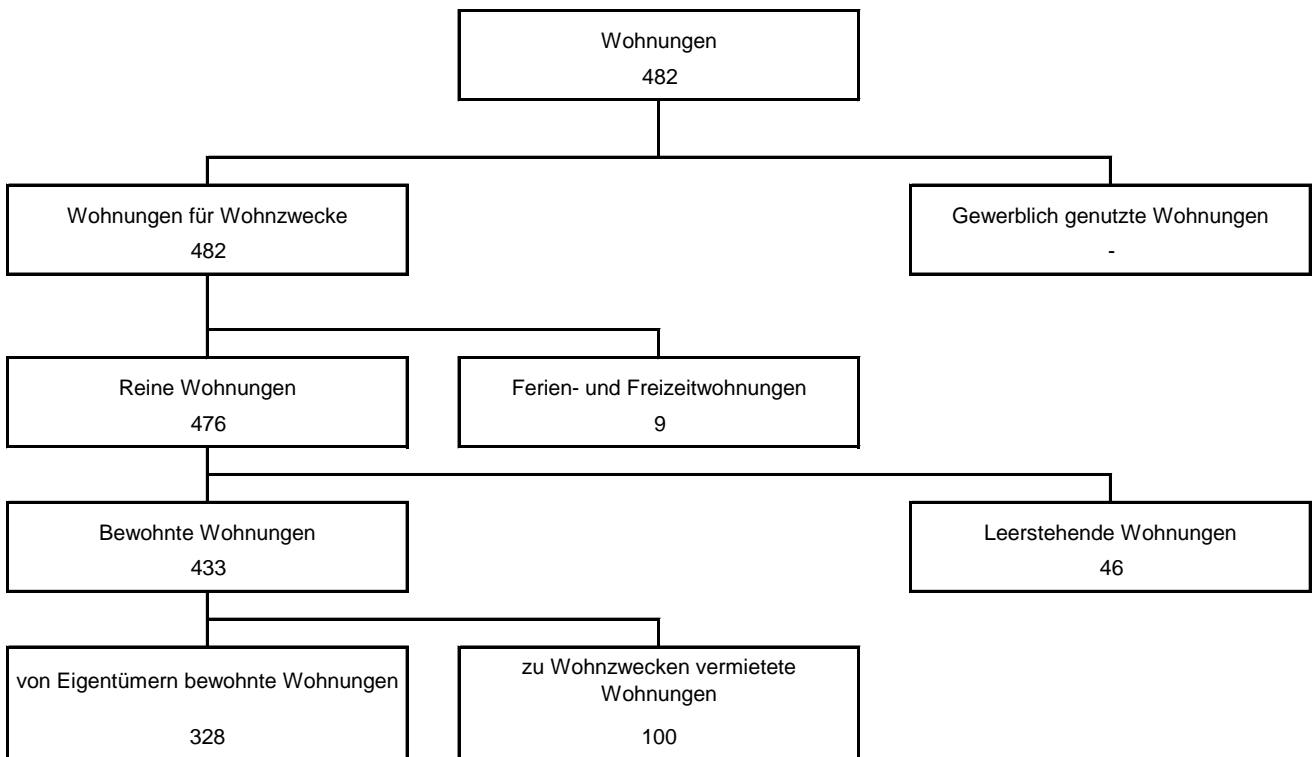 Wohnungen
482
Wohnungen für Wohnzwecke
482
Gewerblich genutzte Wohnungen
-
Reine Wohnungen
476
Ferien- und Freizeitwohnungen
9
Bewohnte Wohnungen
433
Leerstehende Wohnungen
46
von Eigentümern bewohnte Wohnungen
328
zu Wohnzwecken vermietete
Wohnungen
100